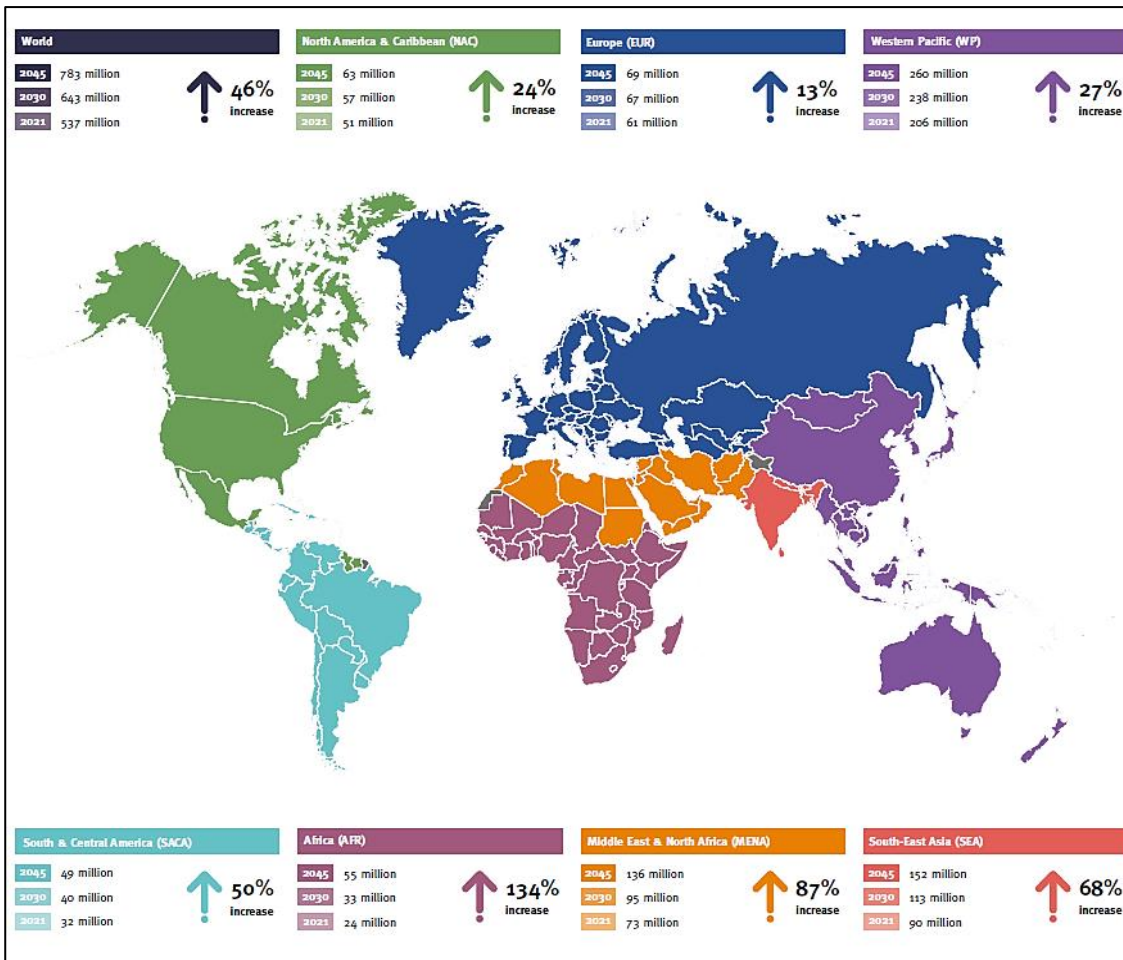 World
2045 783 million
2030 643 million
2021 537 million
46%
increase
North America & Caribbean (NAC)
2045 63 million
2030 57 million
2021 51 million
24%
increase
Europe (EUR)
2045 69 million
2030 67 million
2021 61 million
13%
increase
Western Pacific (WP)
2045 260 million
2030 238 million
2021 206 million
27%
increase
South & Central America (SACA)
2045 49 million
2030 40 million
2021 32 million
50%
increase
Africa (AFR)
2045 55 million
2030 33 million
2021 24 million
134%
increase
Middle East & North Africa (MENA)
2045 136 million
2030 95 million
2021 73 million
87%
increase
South-East Asia (SEA)
2045 152 million
2030 113 million
2021 90 million
68%
increase